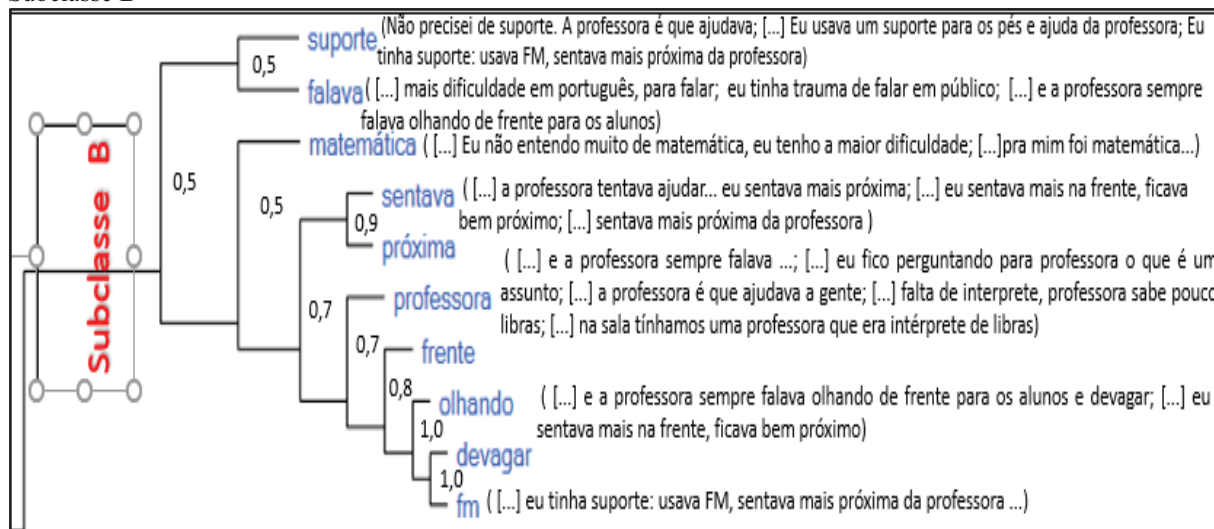 Subclasse B
suporte (Não precisei de suporte. A professora é que ajudava; [...] Eu usava um suporte para os pés e ajuda da professora; Eu
tinha suporte: usava FM, sentava mais próxima da professora)
0,5
falava ( [...] mais dificuldade em português, para falar; eu tinha trauma de falar em público; [...] e a professora sempre
falava olhando de frente para os alunos)
matemática ( [...] Eu não entendo muito de matemática, eu tenho a maior dificuldade; [...]pra mim foi matemática...)
0,5
0,5
sentava ( [...] a professora tentava ajudar... eu sentava mais próxima; [...] eu sentava mais na frente, ficava
bem próximo; [...] sentava mais próxima da professora )
0,9
próxima
( [...] e a professora sempre falava ...; [...] eu fico perguntando para professora o que é um
professora assunto; [...] a professora é que ajudava a gente; [...] falta de interprete, professora sabe pouco
libras; [...] na sala tínhamos uma professora que era intérprete de libras)
0,7
0,7
frente
0,8
olhando ( [...] e a professora sempre falava olhando de frente para os alunos e devagar; [...] eu
sentava mais na frente, ficava bem próximo)
1,0
devagar
1,0
fm ( [...] eu tinha suporte: usava FM, sentava mais próxima da professora ...)